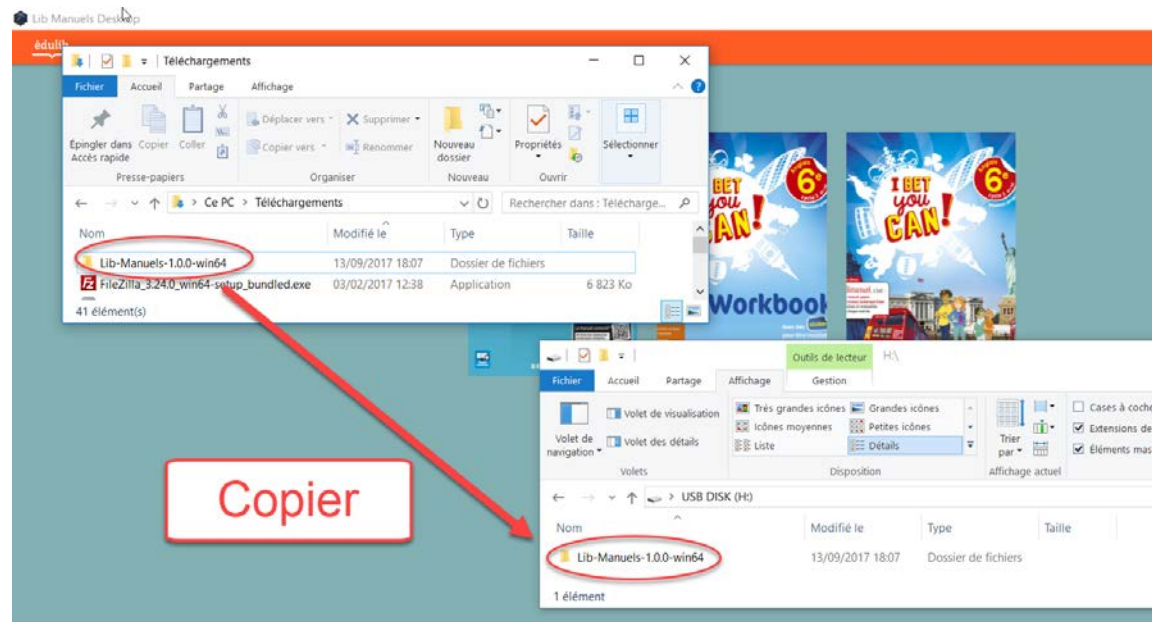 Lib Manuels Desktop
édulib
Téléchargements
Fichier Accueil Partage Affichage
Épingler dans Accès rapide
Copier
Coller
Déplacer vers
Copier vers
Supprimer
Renommer
Nouveau dossier
Propriétés
Sélectionner
Presse-papiers Organiser Nouveau Ouvrir
Ce PC > Téléchargements
Rechercher dans : Télécharge...
Nom Modifié le Type Taille
Lib-Manuels-1.0.0-win64 13/09/2017 18:07 Dossier de fichiers
FileZilla_3.24.0_win64-setup_bundled.exe 03/02/2017 12:38 Application 6 823 Ko
41 élément(s)
BET
you
CAN!
6e
Workbook
I BET
you
CAN!
6e
Copier
Outils de lecteur H:\
Fichier Accueil Partage Affichage Gestion
Volet de navigation
Volet de visualisation
Volet des détails
Très grandes icônes Grandes icônes
Icônes moyennes Petites icônes
Liste Détails
Trier par
Cases à coche
Extensions de
Éléments mas
Volets Disposition Affichage actuel
USB DISK (H:)
Nom Modifié le Type Taille
Lib-Manuels-1.0.0-win64 13/09/2017 18:07 Dossier de fichiers
1 élément